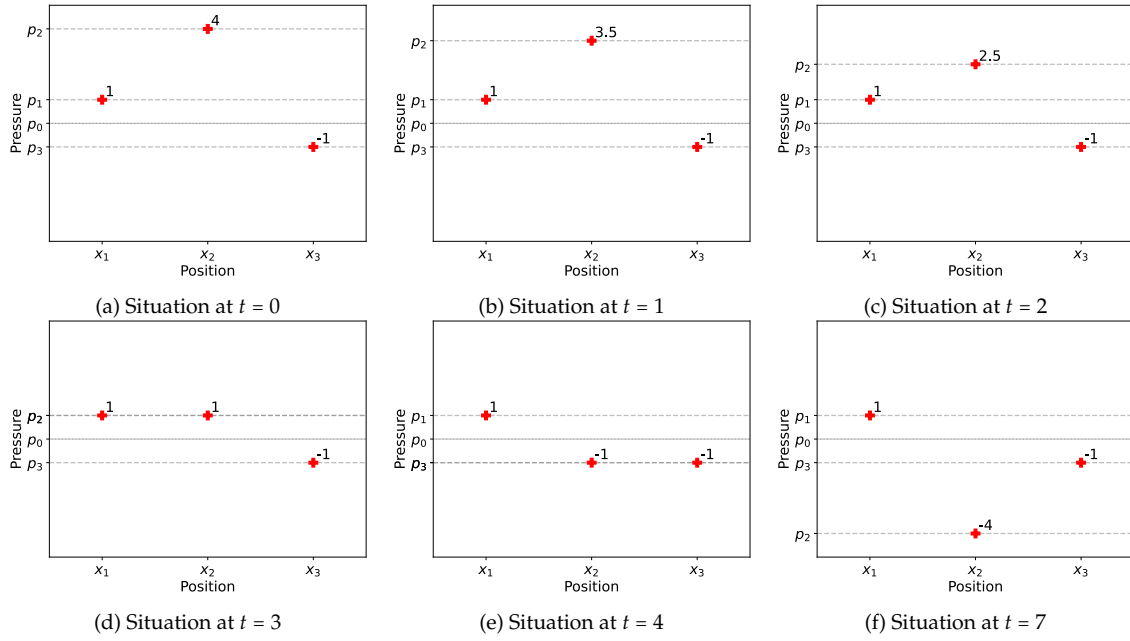 p₂
4
p₁
1
p₀
p₃
-1
Pressure
x₁ x₂ x₃
Position
(a) Situation at t = 0
p₂
3.5
p₁
1
p₀
p₃
-1
Pressure
x₁ x₂ x₃
Position
(b) Situation at t = 1
p₂
2.5
p₁
1
p₀
p₃
-1
Pressure
x₁ x₂ x₃
Position
(c) Situation at t = 2
p₂
1 1
p₀
p₃
-1
Pressure
x₁ x₂ x₃
Position
(d) Situation at t = 3
p₁
1
p₀
p₃
-1 -1
Pressure
x₁ x₂ x₃
Position
(e) Situation at t = 4
p₁
1
p₀
p₃
-1
p₂
-4
Pressure
x₁ x₂ x₃
Position
(f) Situation at t = 7